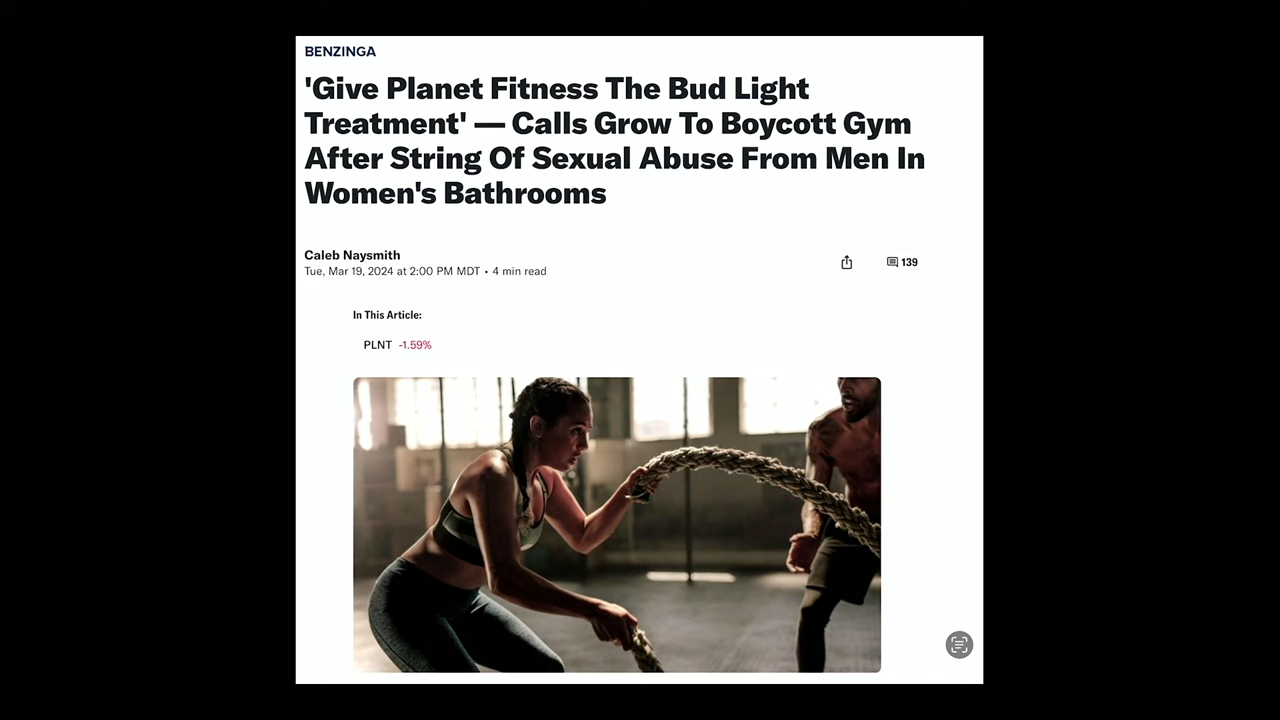 BENZINGA
'Give Planet Fitness The Bud Light
Treatment' — Calls Grow To Boycott Gym
After String Of Sexual Abuse From Men In
Women's Bathrooms
Caleb Naysmith
Tue, Mar 19, 2024 at 2:00 PM MDT • 4 min read
139
In This Article:
PLNT -1.59%